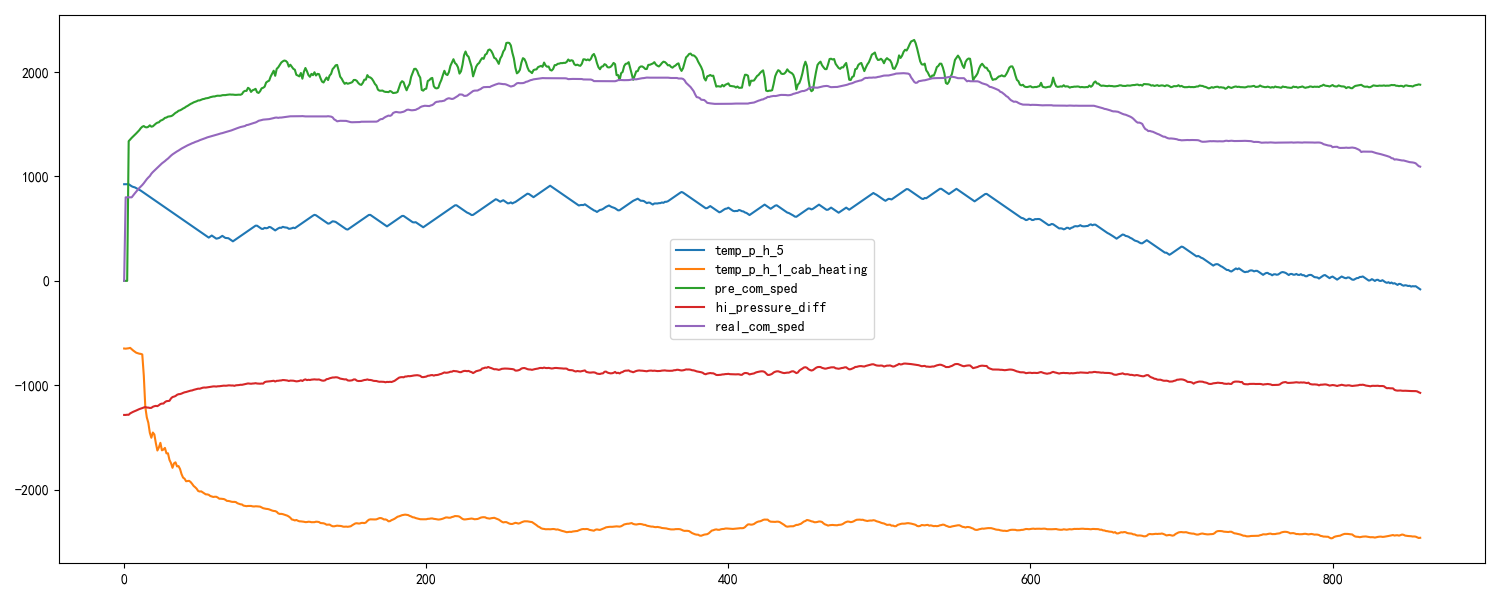 2000
1000
0
−1000
−2000
temp_p_h_5
temp_p_h_1_cab_heating
pre_com_sped
hi_pressure_diff
real_com_sped
0 200 400 600 800